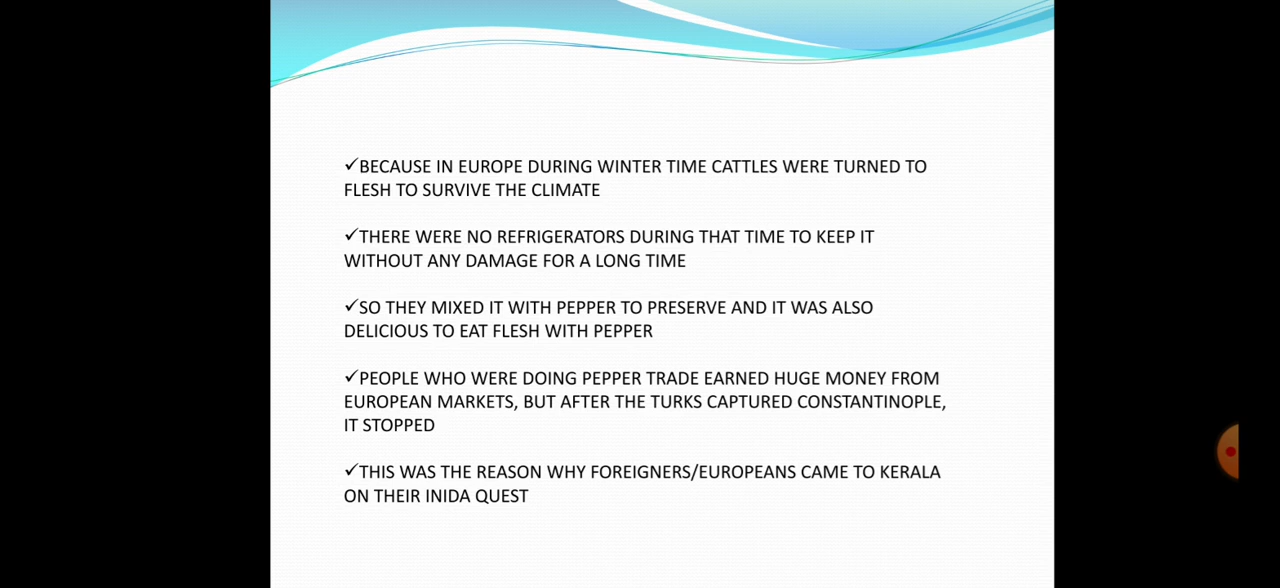 ✓BECAUSE IN EUROPE DURING WINTER TIME CATTLES WERE TURNED TO
FLESH TO SURVIVE THE CLIMATE
✓THERE WERE NO REFRIGERATORS DURING THAT TIME TO KEEP IT
WITHOUT ANY DAMAGE FOR A LONG TIME
✓SO THEY MIXED IT WITH PEPPER TO PRESERVE AND IT WAS ALSO
DELICIOUS TO EAT FLESH WITH PEPPER
✓PEOPLE WHO WERE DOING PEPPER TRADE EARNED HUGE MONEY FROM
EUROPEAN MARKETS, BUT AFTER THE TURKS CAPTURED CONSTANTINOPLE,
IT STOPPED
✓THIS WAS THE REASON WHY FOREIGNERS/EUROPEANS CAME TO KERALA
ON THEIR INIDA QUEST